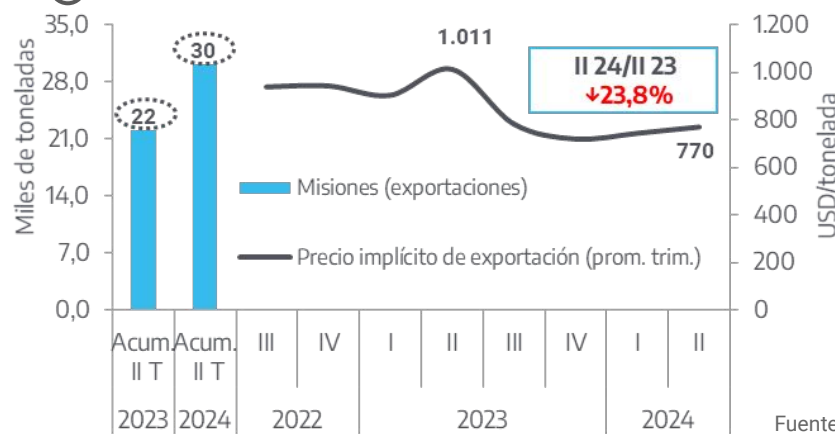 35,0
28,0
21,0
14,0
7,0
0,0
Miles de toneladas
22
30
1.011
770
II 24/II 23
↓23,8%
Misiones (exportaciones)
Precio implícito de exportación (prom. trim.)
1.200
1.000
800
600
400
200
0
USD/tonelada
Acum. Acum. III IV I II III IV I II
II T II T
2023 2024 2022 2023 2024
Fuente